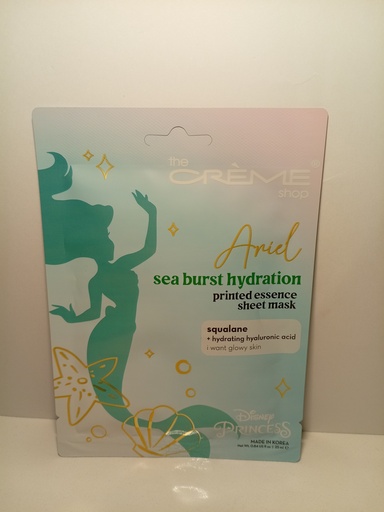 the
CRÈME®
shop
Ariel
sea burst hydration
printed essence
sheet mask
squalane
+ hydrating hyaluronic acid
i want glowy skin
Disney
PRINCESS
MADE IN KOREA